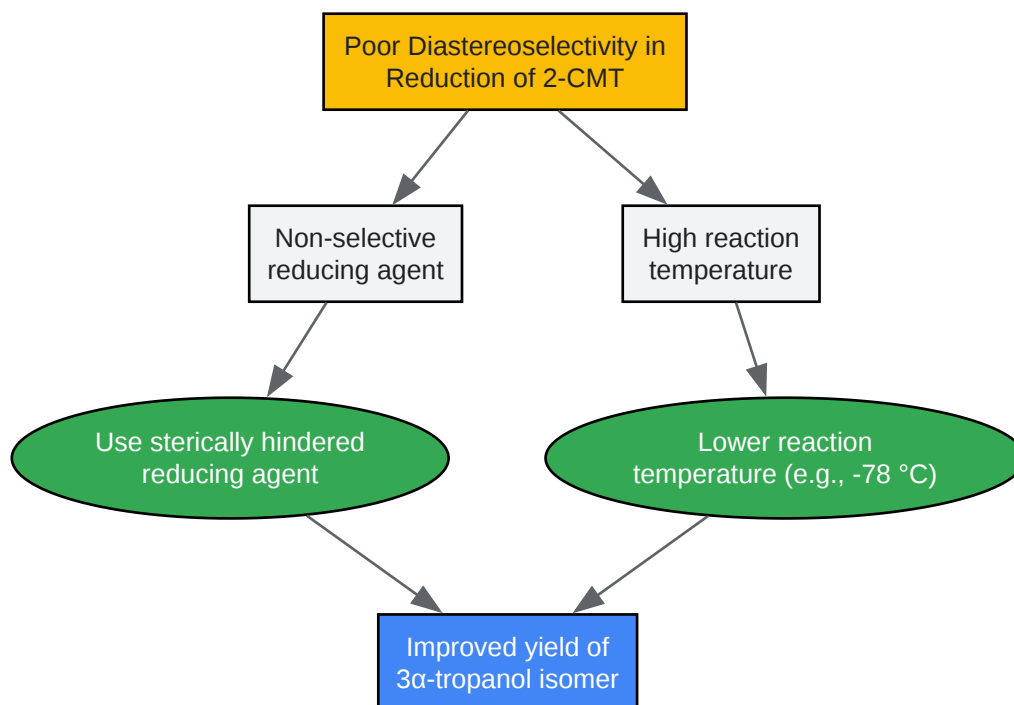 Poor Diastereoselectivity in
Reduction of 2-CMT
Non-selective
reducing agent
High reaction
temperature
Use sterically hindered
reducing agent
Lower reaction
temperature (e.g., -78 °C)
Improved yield of
3α-tropanol isomer